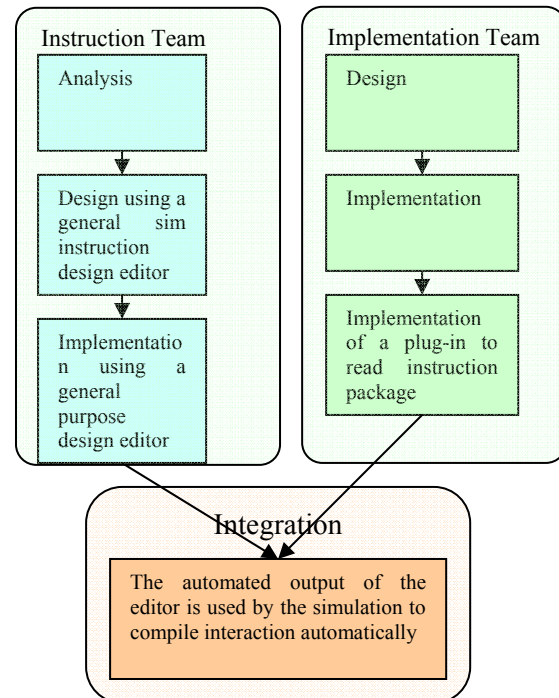 Instruction Team
Analysis
Design using a
general sim
instruction
design editor
Implementatio
n using a
general
purpose
design editor
Implementation Team
Design
Implementation
Implementation
of a plug-in to
read instruction
package
Integration
The automated output of the
editor is used by the simulation to
compile interaction automatically